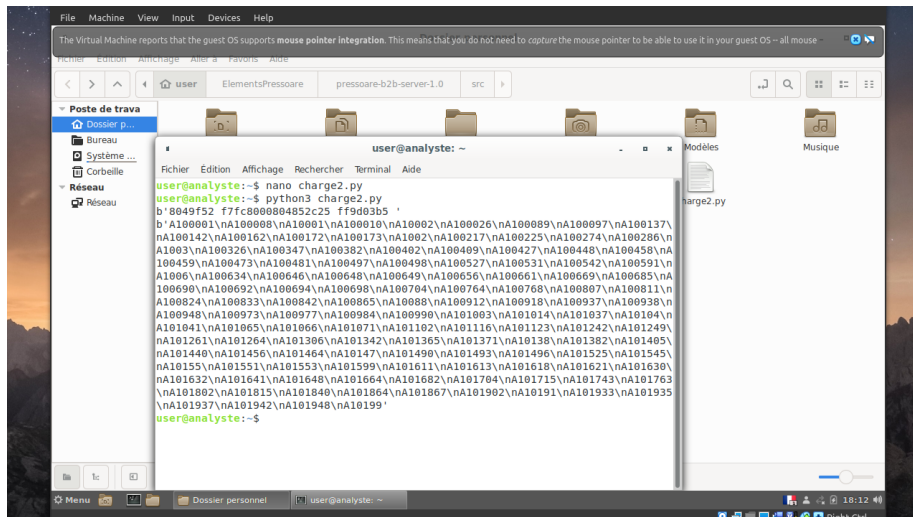 File Machine View Input Devices Help
The Virtual Machine reports that the guest OS supports mouse pointer integration. This means that you do not need to capture the mouse pointer to be able to use it in your guest OS -- all mouse
Fichier Édition Affichage Aller à Favoris Aide
user ElementsPressoare pressoare-b2b-server-1.0 src
Poste de trava
Dossier p...
Bureau
Système ...
Corbeille
Réseau
Réseau
Modèles
Musique
harge2.py
user@analyste: ~
Fichier Édition Affichage Rechercher Terminal Aide
user@analyste:~$ nano charge2.py
user@analyste:~$ python3 charge2.py
b'8049f52 f7fc8000804852c25 ff9d03b5 '
b'A100001\nA100008\nA10001\nA100010\nA10002\nA100026\nA100089\nA100097\nA100137\
nA100142\nA100162\nA100172\nA100173\nA1002\nA100217\nA100225\nA100274\nA100286\n
A1003\nA100326\nA100347\nA100382\nA100402\nA100409\nA100427\nA100448\nA100458\nA
100459\nA100473\nA100481\nA100497\nA100498\nA100527\nA100531\nA100542\nA100591\n
A1006\nA100634\nA100646\nA100648\nA100649\nA100656\nA100661\nA100669\nA100685\nA
100690\nA100692\nA100694\nA100698\nA100704\nA100764\nA100768\nA100807\nA100811\n
A100824\nA100833\nA100842\nA100865\nA10088\nA100912\nA100918\nA100937\nA100938\n
A100948\nA100973\nA100977\nA100984\nA100990\nA101003\nA101014\nA101037\nA10104\n
A101041\nA101065\nA101066\nA101071\nA101102\nA101116\nA101123\nA101242\nA101249\
nA101261\nA101264\nA101306\nA101342\nA101365\nA101371\nA10138\nA101382\nA101405\
nA101440\nA101456\nA101464\nA10147\nA101490\nA101493\nA101496\nA101525\nA101545\
nA10155\nA101551\nA101553\nA101599\nA101611\nA101613\nA101618\nA101621\nA101630\
nA101632\nA101641\nA101648\nA101664\nA101682\nA101704\nA101715\nA101743\nA101763
\nA101802\nA101815\nA101840\nA101864\nA101867\nA101902\nA10191\nA101933\nA101935
\nA101937\nA101942\nA101948\nA10199'
user@analyste:~$
Menu Dossier personnel user@analyste: ~ 18:12
Right Ctrl